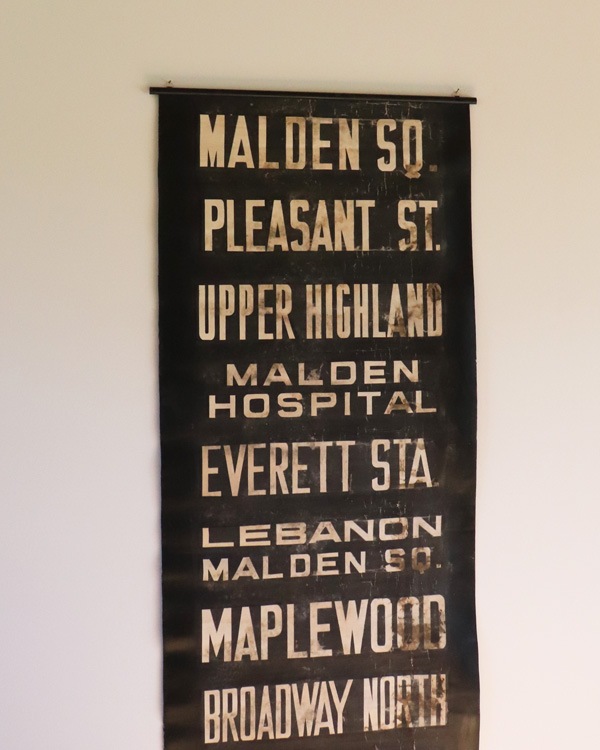 MALDEN SQ.
PLEASANT ST.
UPPER HIGHLAND
MALDEN
HOSPITAL
EVERETT STA.
LEBANON
MALDEN SQ.
MAPLEWOOD
BROADWAY NORTH